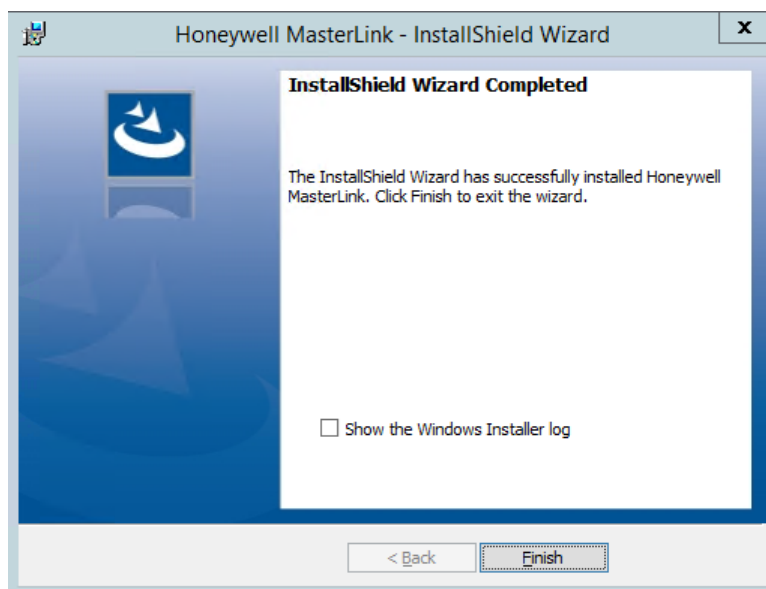 Honeywell MasterLink - InstallShield Wizard
x
InstallShield Wizard Completed
The InstallShield Wizard has successfully installed Honeywell
MasterLink. Click Finish to exit the wizard.
Show the Windows Installer log
< Back
Finish